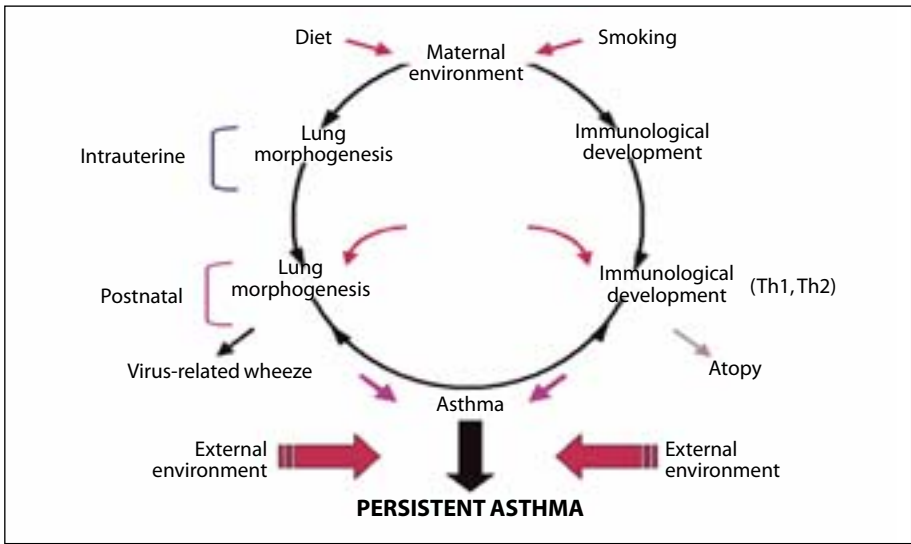 Diet
Smoking
Maternal
environment
Intrauterine
Lung
morphogenesis
Immunological
development
Postnatal
Lung
morphogenesis
Immunological
development
(Th1, Th2)
Virus-related wheeze
Atopy
Asthma
External
environment
External
environment
PERSISTENT ASTHMA